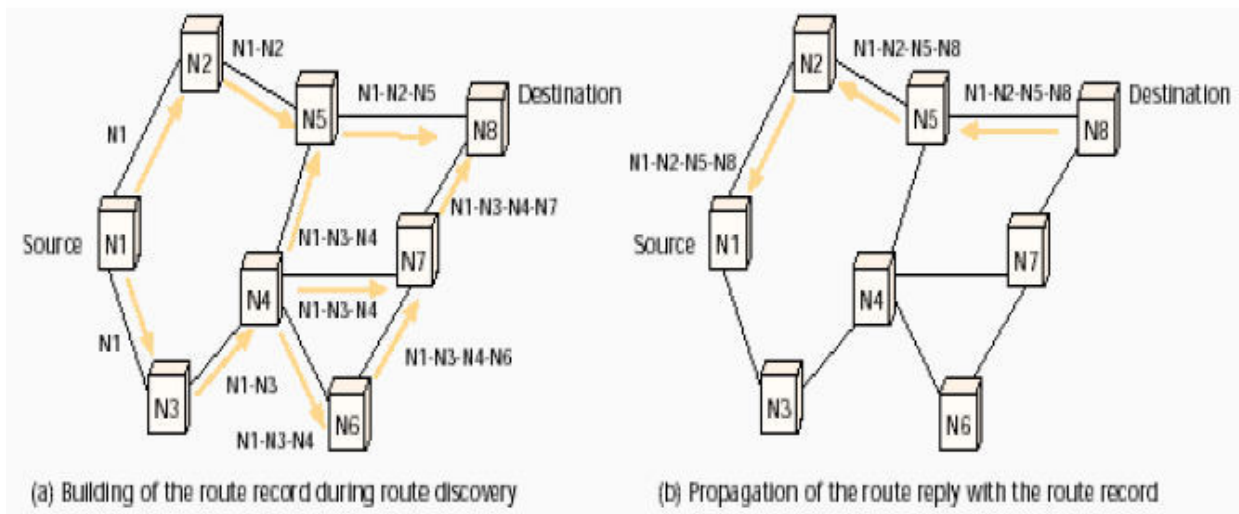 N2
N1-N2
N1-N2-N5
Destination
N5
N8
N1
N1-N3-N4-N7
Source
N1
N1-N3-N4
N7
N4
N1-N3-N4
N1
N1-N3-N4-N6
N1-N3
N3
N6
N1-N3-N4
(a) Building of the route record during route discovery
N2
N1-N2-N5-N8
N1-N2-N5-N8
Destination
N5
N8
N1-N2-N5-N8
Source
N1
N7
N4
N3
N6
(b) Propagation of the route reply with the route record